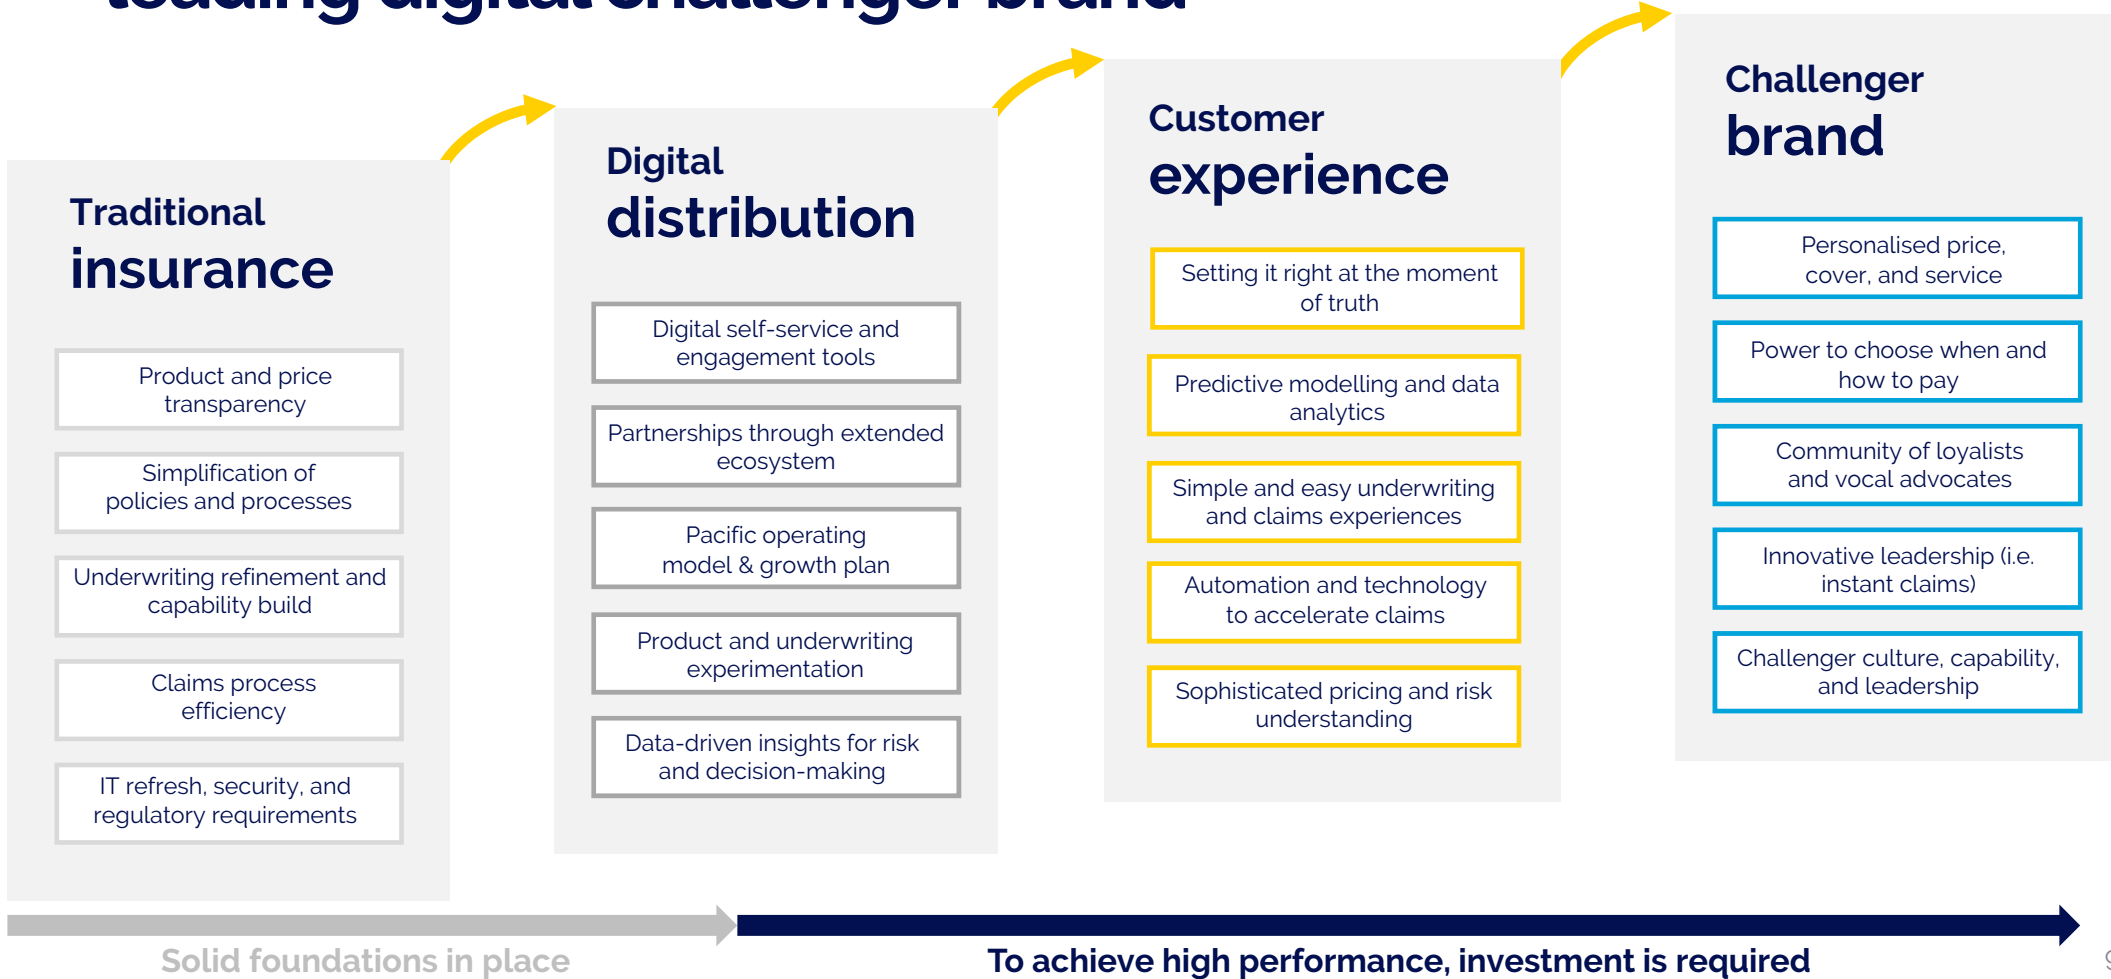 leading digital challenger brand
Traditional
insurance
Product and price
transparency
Simplification of
policies and processes
Underwriting refinement and
capability build
Claims process
efficiency
IT refresh, security, and
regulatory requirements
Digital
distribution
Digital self-service and
engagement tools
Partnerships through extended
ecosystem
Pacific operating
model & growth plan
Product and underwriting
experimentation
Data-driven insights for risk
and decision-making
Customer
experience
Setting it right at the moment
of truth
Predictive modelling and data
analytics
Simple and easy underwriting
and claims experiences
Automation and technology
to accelerate claims
Sophisticated pricing and risk
understanding
Challenger
brand
Personalised price,
cover, and service
Power to choose when and
how to pay
Community of loyalists
and vocal advocates
Innovative leadership (i.e.
instant claims)
Challenger culture, capability,
and leadership
Solid foundations in place
To achieve high performance, investment is required